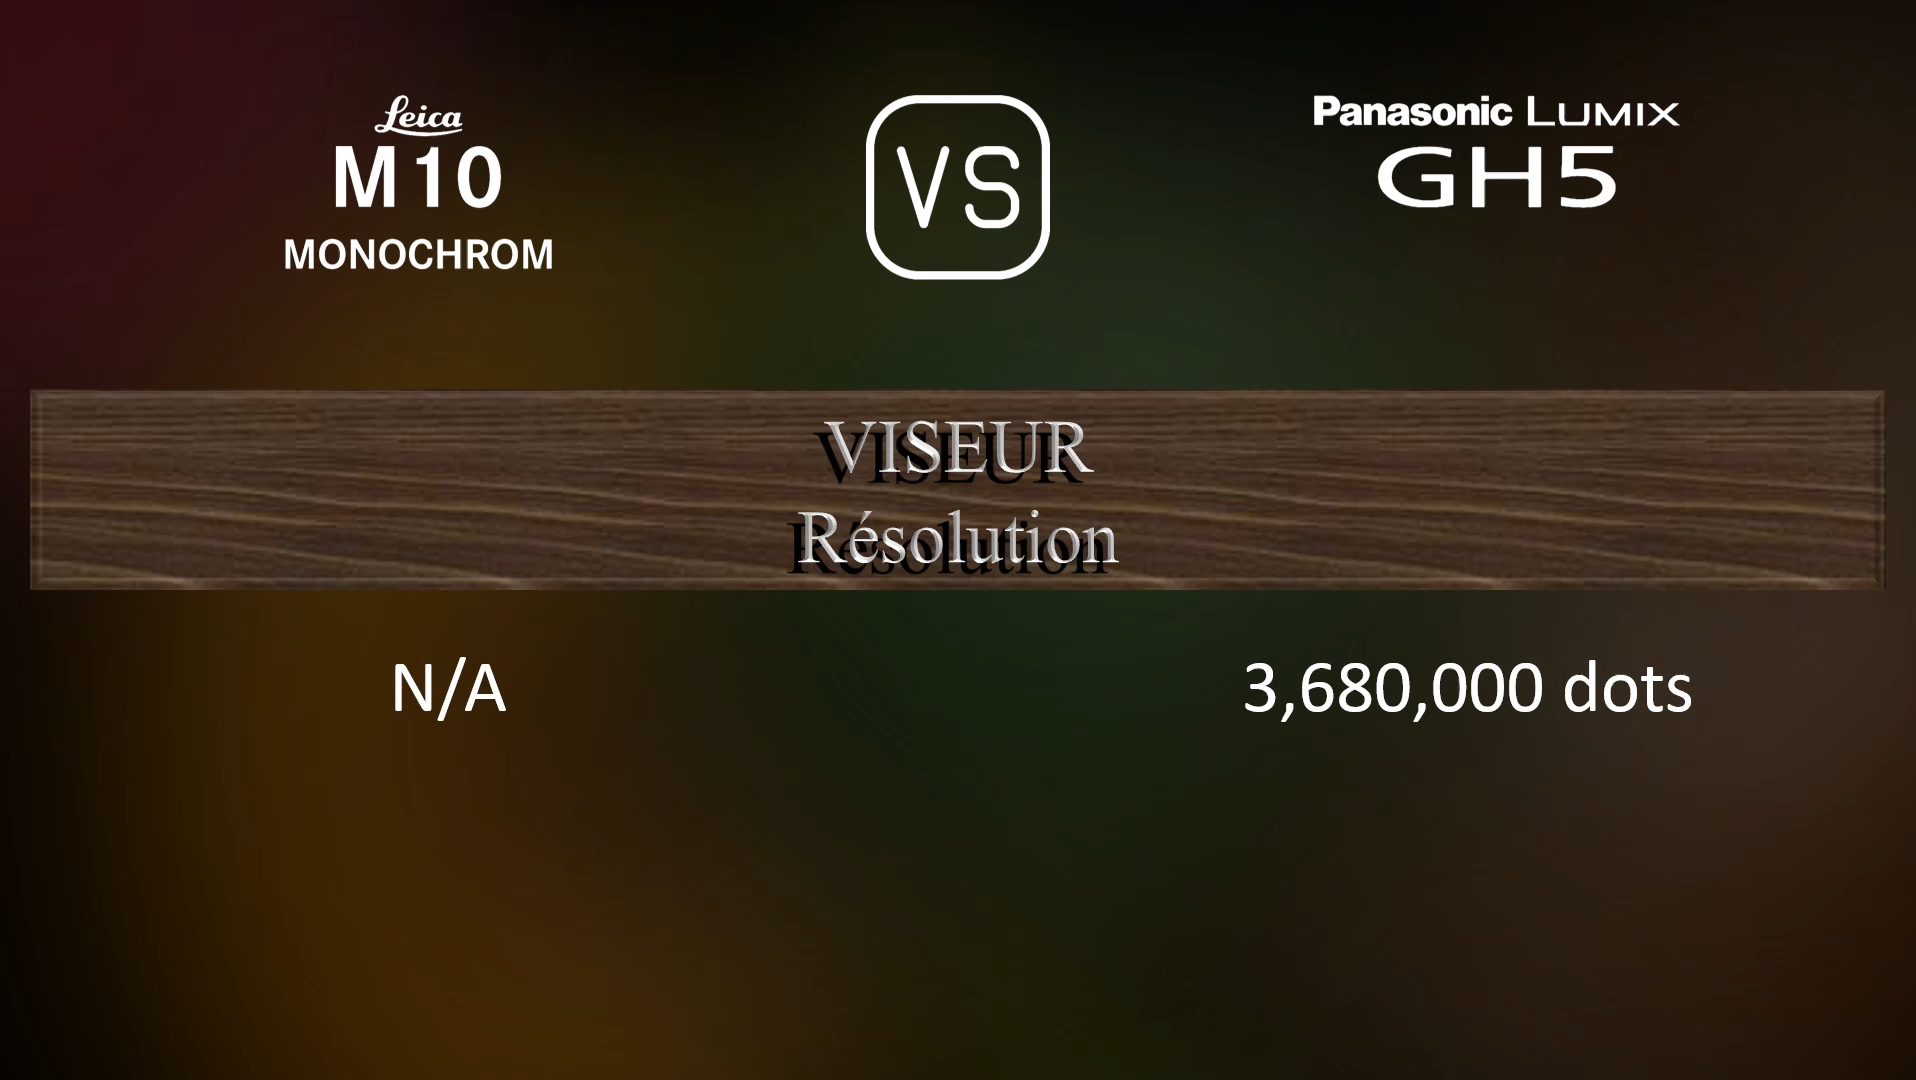 Leica
M10
MONOCHROM
VS
Panasonic LUMIX
GH5
VISEUR
Résolution
N/A
3,680,000 dots